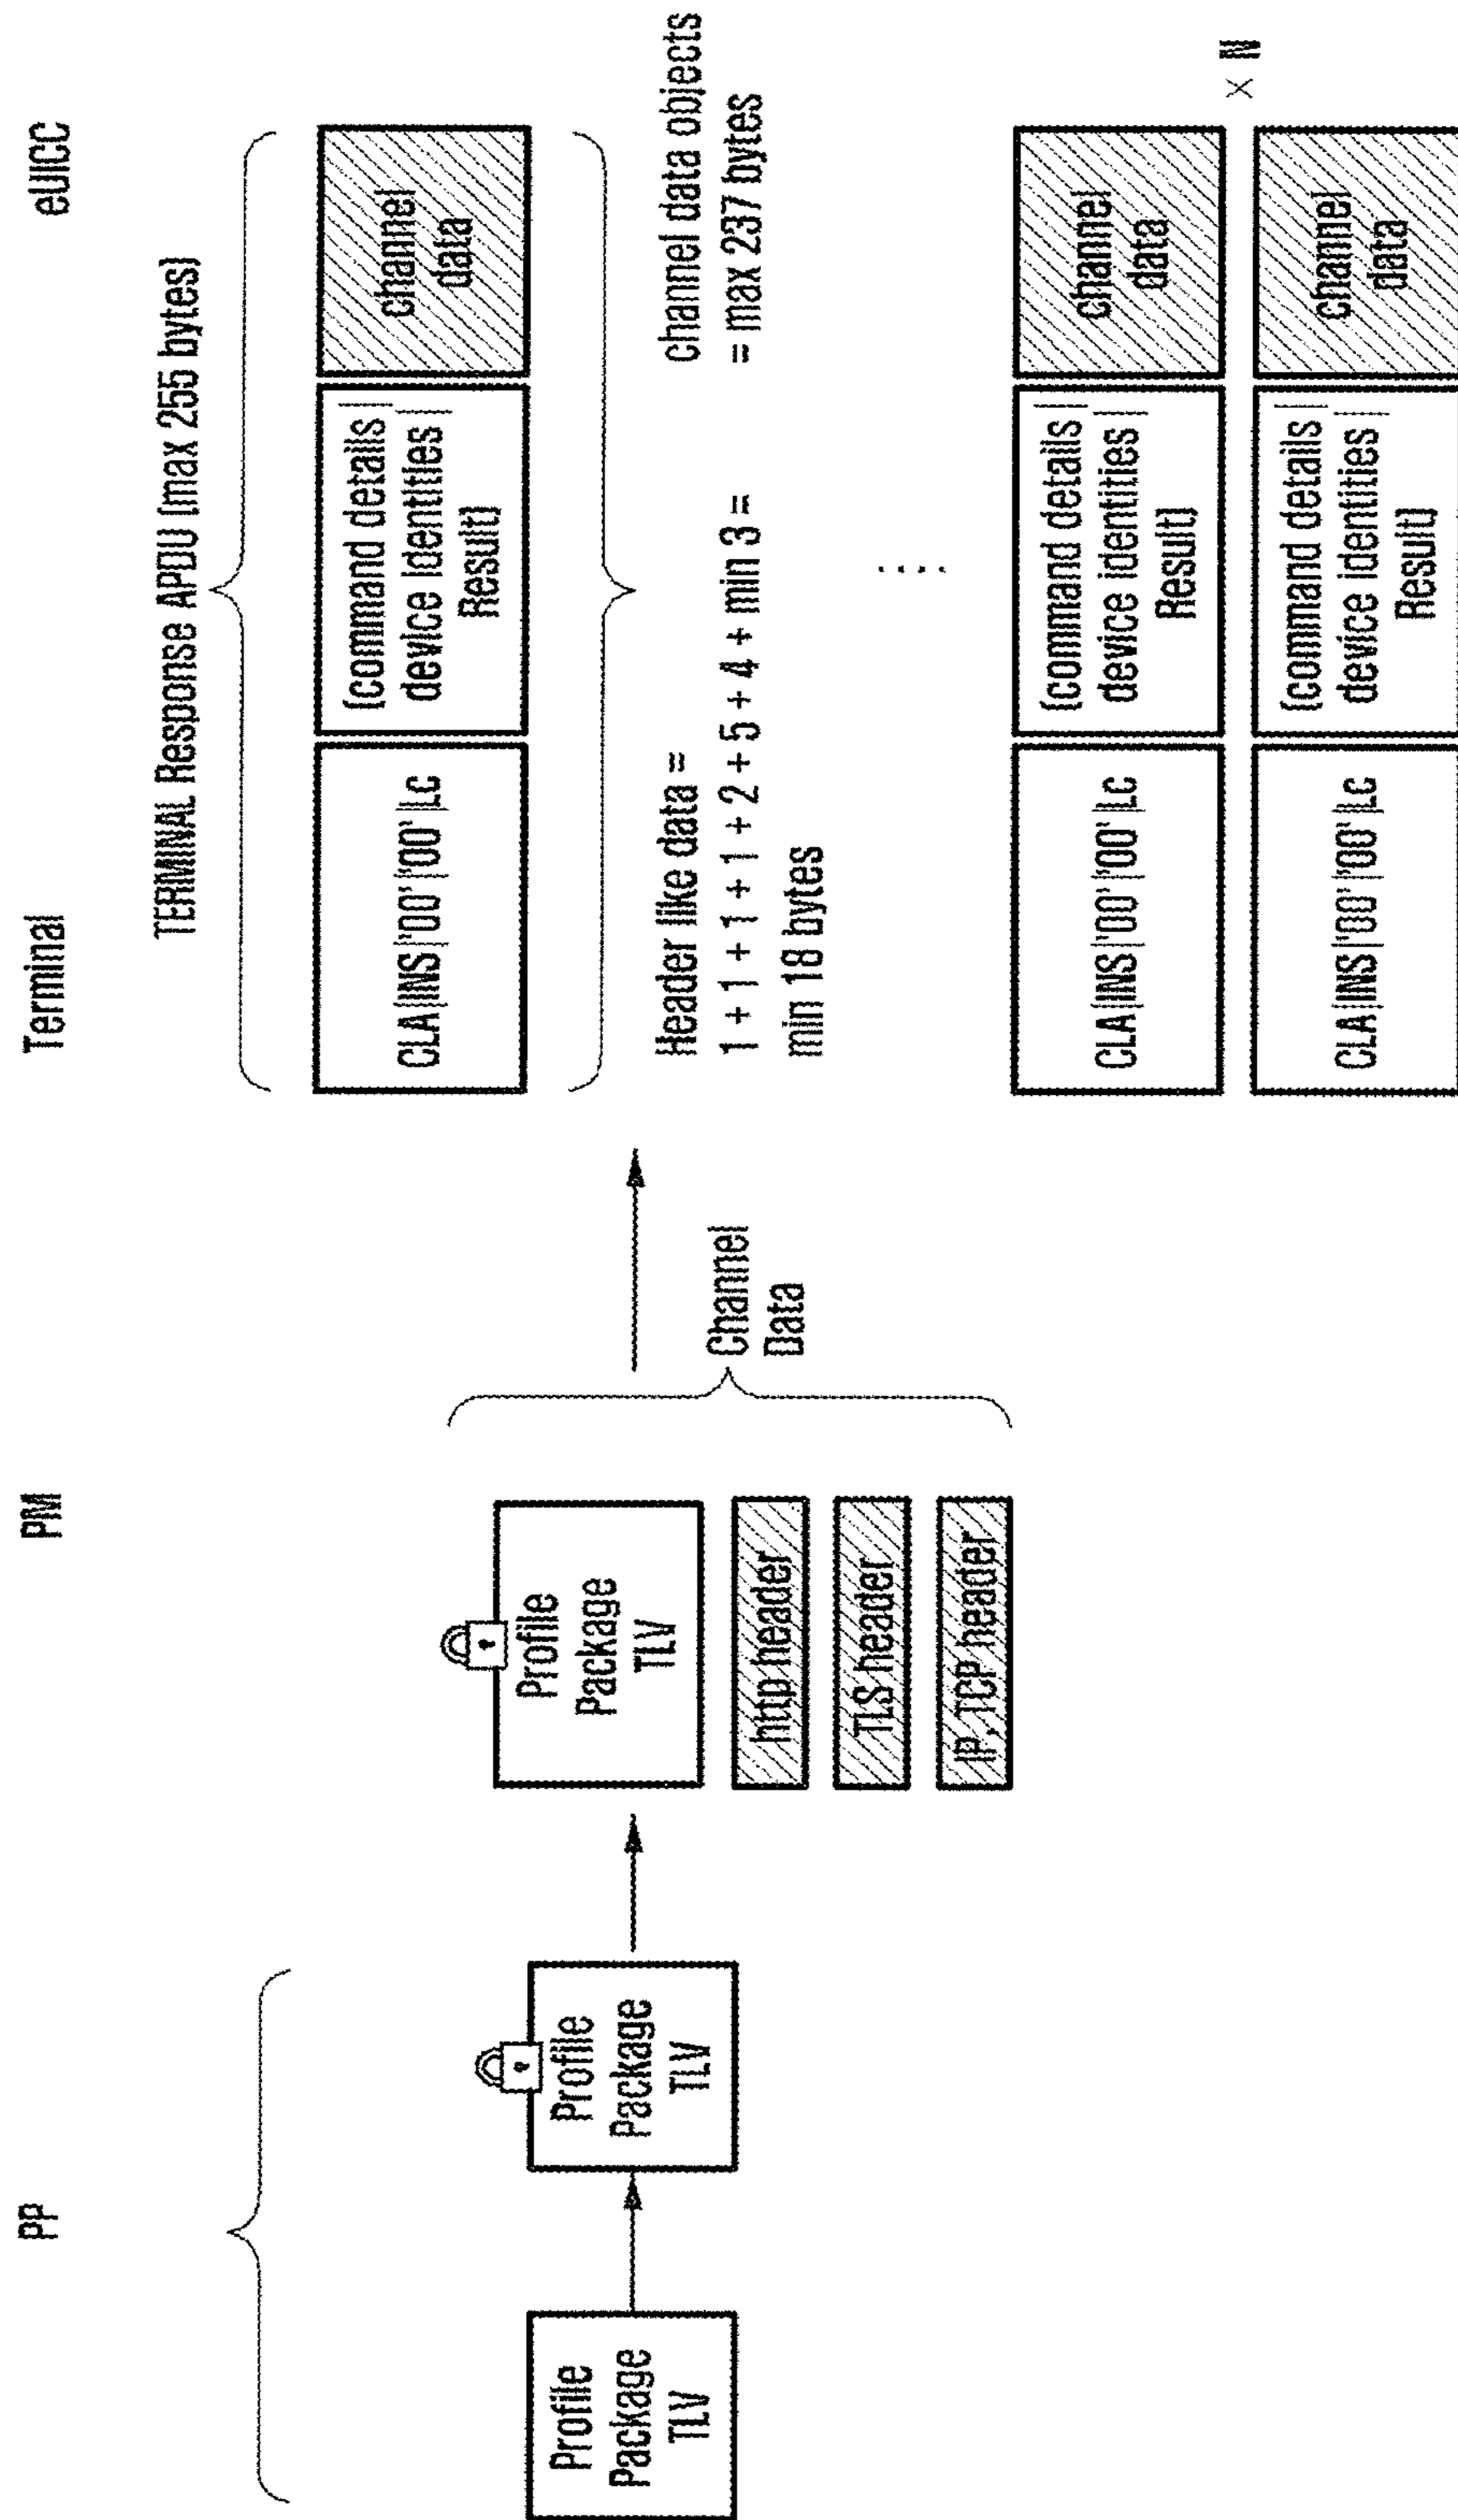 PP
PM
Terminal
eUICC
TERMINAL Response APDU (max 255 bytes)
Profile
Package
TLV
Profile
Package
TLV
Profile
Package
TLV
http header
TLS header
IP, TCP header
Channel
Data
CLA|INS|'00'|'00'|Lc
(command details|
device identities|
Result)
channel
data
Header like data =
1 + 1 + 1 + 1 + 2 + 5 + 4 + min 3 =
min 18 bytes
channel data objects
= max 237 bytes
....
CLA|INS|'00'|'00'|Lc
(command details|
device identities|
Result)
channel
data
CLA|INS|'00'|'00'|Lc
(command details|
device identities|
Result)
channel
data
× N